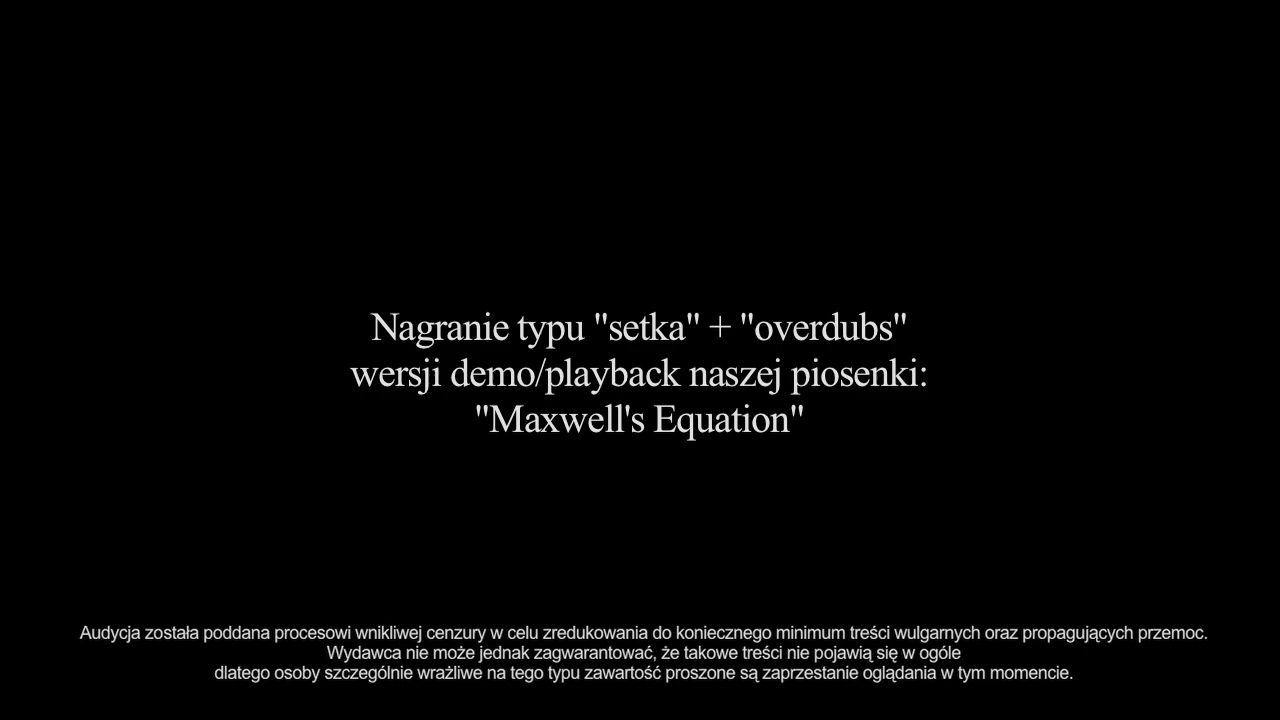 Nagranie typu "setka" + "overdubs"
wersji demo/playback naszej piosenki:
"Maxwell's Equation"
Audycja została poddana procesowi wnikliwej cenzury w celu zredukowania do koniecznego minimum treści wulgarnych oraz propagujących przemoc.
Wydawca nie może jednak zagwarantować, że takowe treści nie pojawią się w ogóle
dlatego osoby szczególnie wrażliwe na tego typu zawartość proszone są zaprzestanie oglądania w tym momencie.